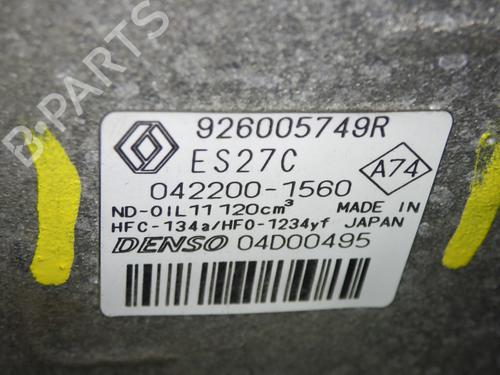 B-PARTS
926005749R
ES27C
A74
042200-1560
ND-OIL11 120cm³ MADE IN
HFC-134a/HFO-1234yf JAPAN
DENSO 04D00495